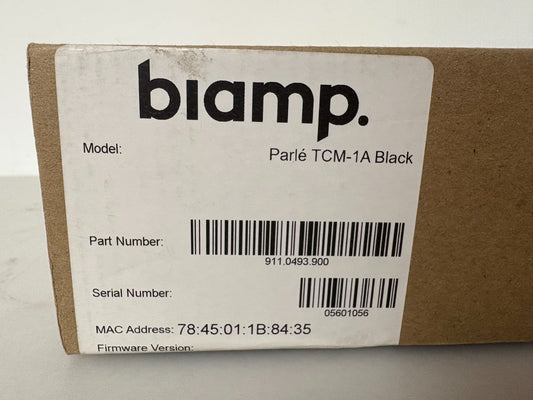 biamp.
Model: Parlé TCM-1A Black
Part Number:
911.0493.900
Serial Number:
05601056
MAC Address: 78:45:01:1B:84:35
Firmware Version: